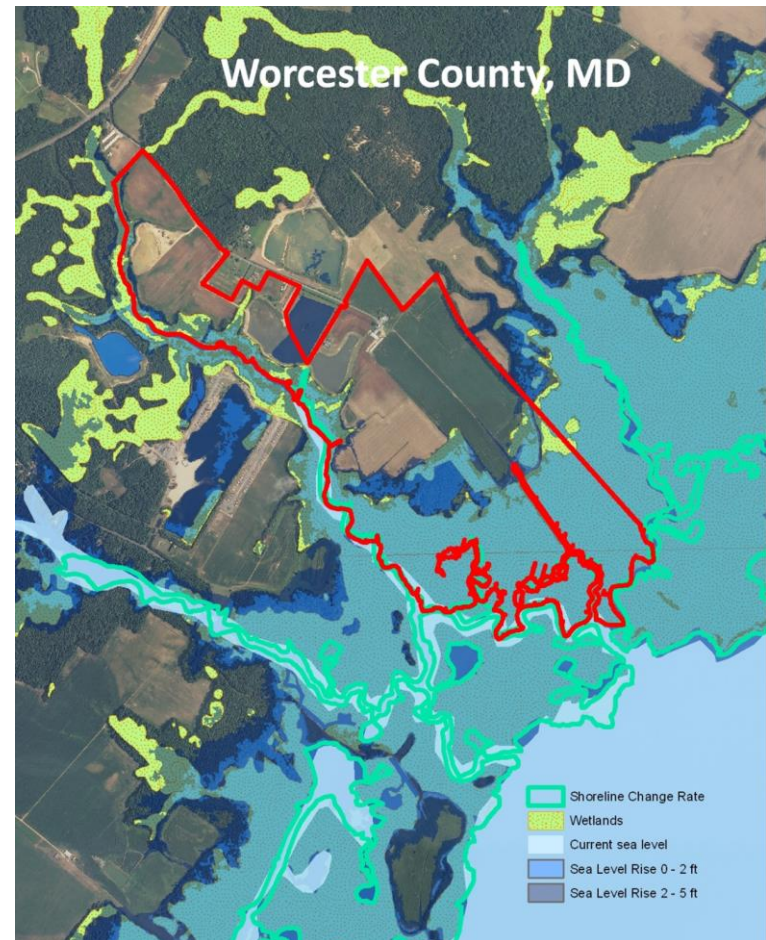 Worcester County, MD
Shoreline Change Rate
Wetlands
Current sea level
Sea Level Rise 0 - 2 ft
Sea Level Rise 2 - 5 ft